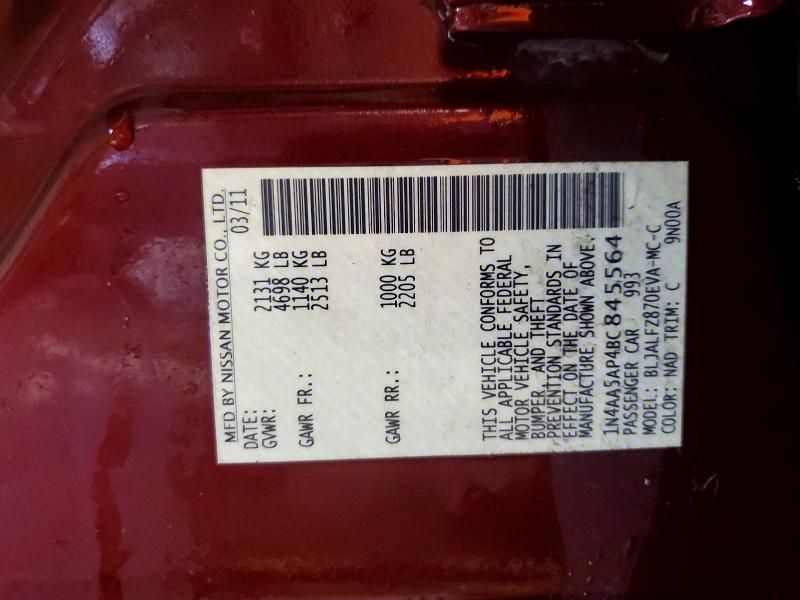 MFD BY NISSAN MOTOR CO., LTD.
DATE: 03/11
GVWR: 2131 KG
4698 LB
GAWR FR.: 1140 KG
2513 LB
GAWR RR.: 1000 KG
2205 LB
THIS VEHICLE CONFORMS TO
ALL APPLICABLE FEDERAL
MOTOR VEHICLE SAFETY,
BUMPER AND THEFT
PREVENTION STANDARDS IN
EFFECT ON THE DATE OF
MANUFACTURE SHOWN ABOVE.
1N4AA5AP4BC845564
PASSENGER CAR 993
MODEL: BLJALFZ870EVA-MC-C
COLOR: NAD TRIM: C 9N00A